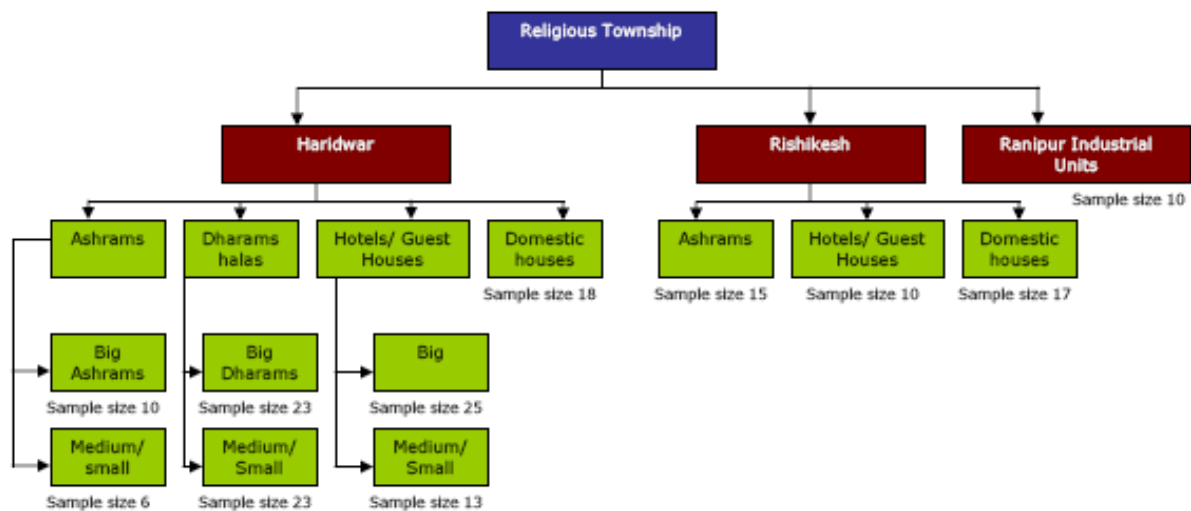 Religious Township
Haridwar
Rishikesh
Ranipur Industrial
Units
Sample size 10
Ashrams
Dharams
halas
Hotels/ Guest
Houses
Domestic
houses
Sample size 18
Ashrams
Sample size 15
Hotels/ Guest
Houses
Sample size 10
Domestic
houses
Sample size 17
Big
Ashrams
Sample size 10
Big
Dharams
Sample size 23
Big
Sample size 25
Medium/
small
Sample size 6
Medium/
Small
Sample size 23
Medium/
Small
Sample size 13